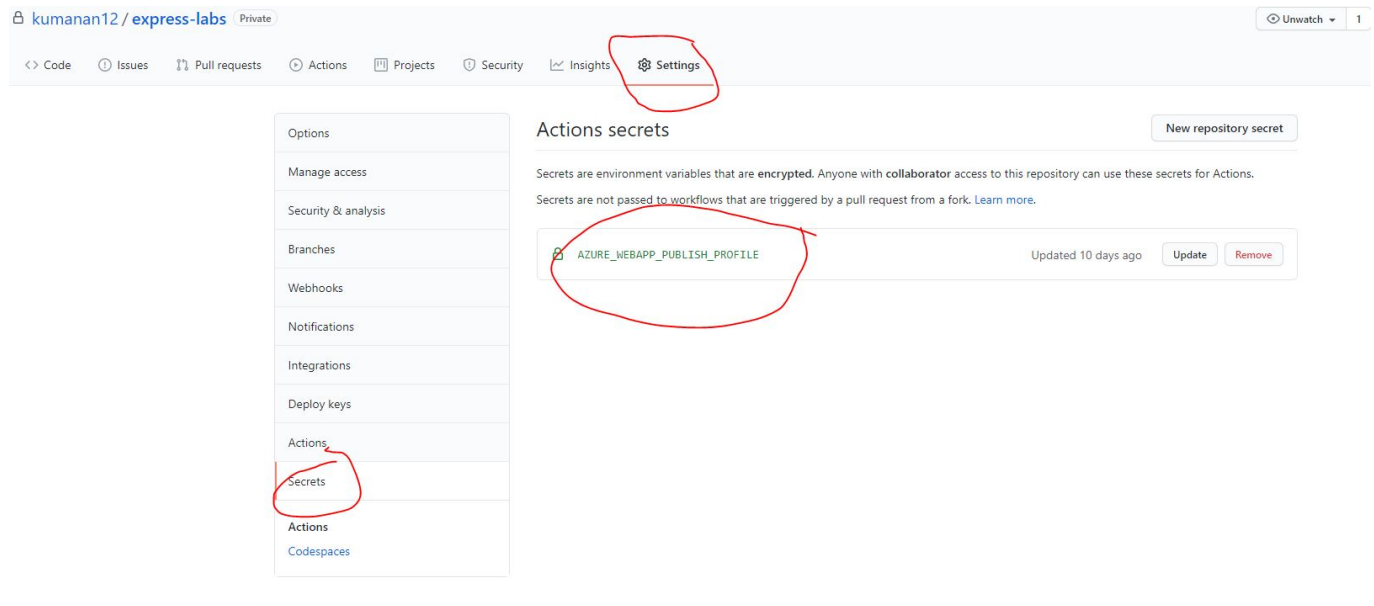 kumanan12 / express-labs Private
Unwatch 1
Code Issues Pull requests Actions Projects Security Insights Settings
Options
Manage access
Security & analysis
Branches
Webhooks
Notifications
Integrations
Deploy keys
Actions
Secrets
Actions
Codespaces
Actions secrets
New repository secret
Secrets are environment variables that are encrypted. Anyone with collaborator access to this repository can use these secrets for Actions.
Secrets are not passed to workflows that are triggered by a pull request from a fork. Learn more.
AZURE_WEBAPP_PUBLISH_PROFILE Updated 10 days ago Update Remove